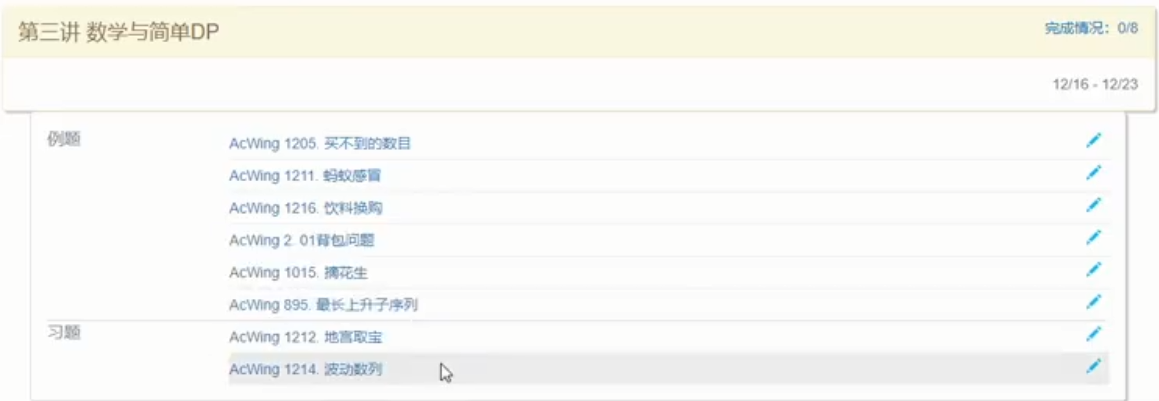 第三讲 数学与简单DP
完成情况：0/8
12/16 - 12/23
例题
AcWing 1205. 买不到的数目
AcWing 1211. 蚂蚁感冒
AcWing 1216. 饮料换购
AcWing 2. 01背包问题
AcWing 1015. 摘花生
AcWing 895. 最长上升子序列
习题
AcWing 1212. 地宫取宝
AcWing 1214. 波动数列